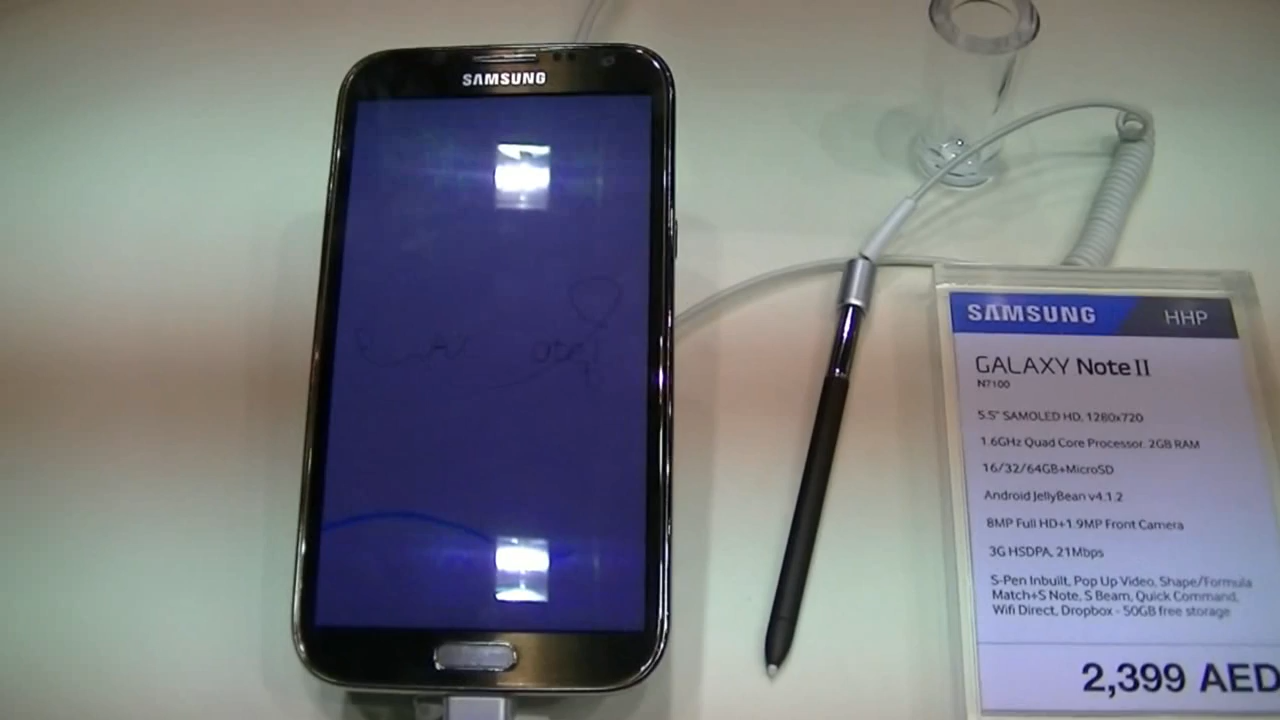 SAMSUNG
SAMSUNG HHP
GALAXY Note II
N7100
5.5" SAMOLED HD, 1280x720
1.6GHz Quad Core Processor, 2GB RAM
16/32/64GB+MicroSD
Android JellyBean v4.1.2
8MP Full HD+1.9MP Front Camera
3G HSDPA, 21Mbps
S-Pen Inbuilt, Pop Up Video, Shape/Formula
Match+S Note, S Beam, Quick Command,
Wifi Direct, Dropbox - 50GB free storage
2,399 AED